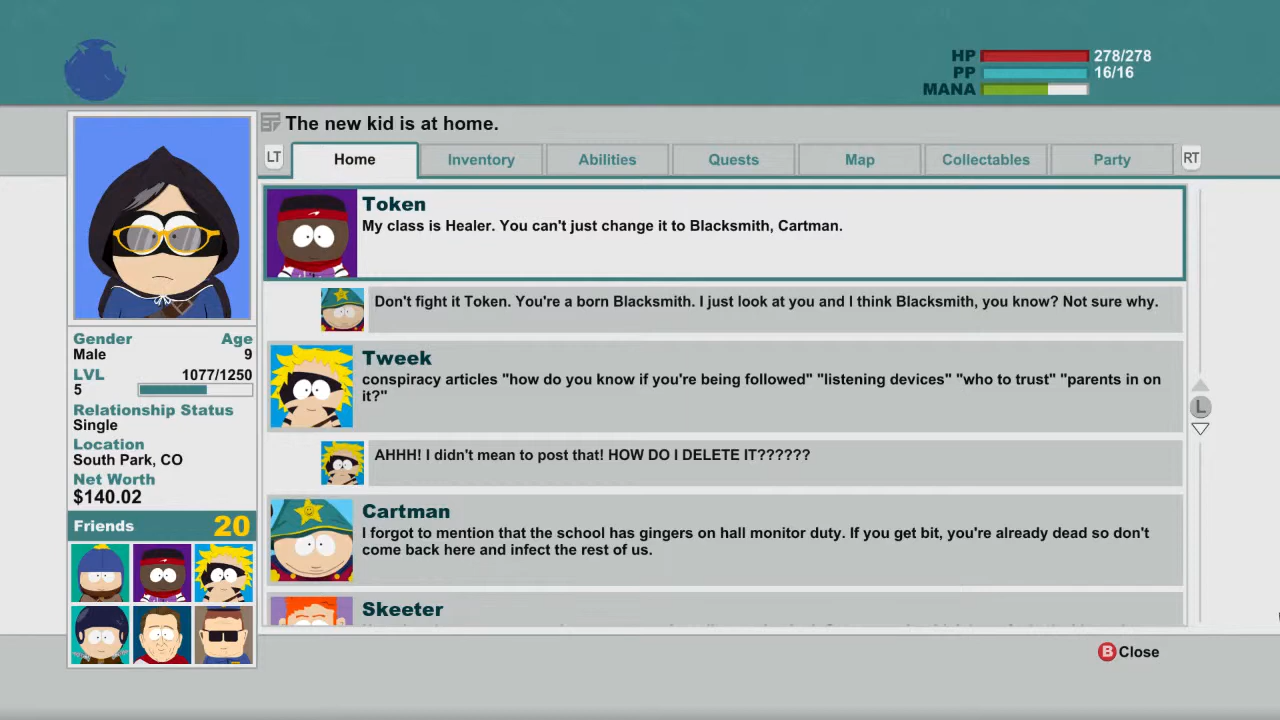 HP 278/278
PP 16/16
MANA
The new kid is at home.
LT Home Inventory Abilities Quests Map Collectables Party RT
Gender Age
Male 9
LVL 1077/1250
5
Relationship Status
Single
Location
South Park, CO
Net Worth
$140.02
Friends 20
Token
My class is Healer. You can't just change it to Blacksmith, Cartman.
Don't fight it Token. You're a born Blacksmith. I just look at you and I think Blacksmith, you know? Not sure why.
Tweek
conspiracy articles "how do you know if you're being followed" "listening devices" "who to trust" "parents in on
it?"
AHHH! I didn't mean to post that! HOW DO I DELETE IT??????
Cartman
I forgot to mention that the school has gingers on hall monitor duty. If you get bit, you're already dead so don't
come back here and infect the rest of us.
Skeeter
L
B Close